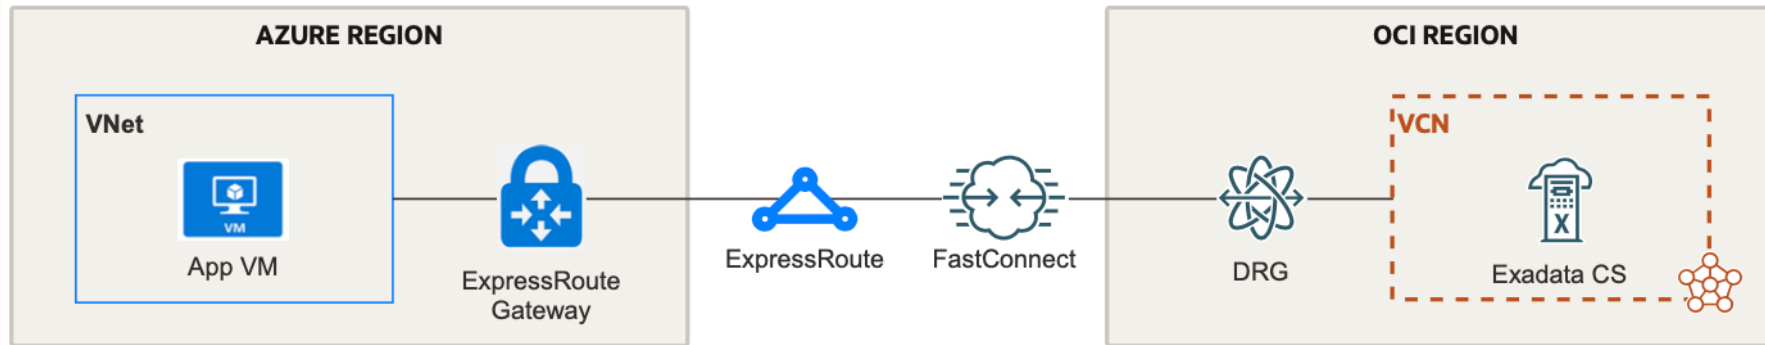 AZURE REGION
VNet
VM
App VM
ExpressRoute
Gateway
ExpressRoute
FastConnect
OCI REGION
DRG
VCN
X
Exadata CS